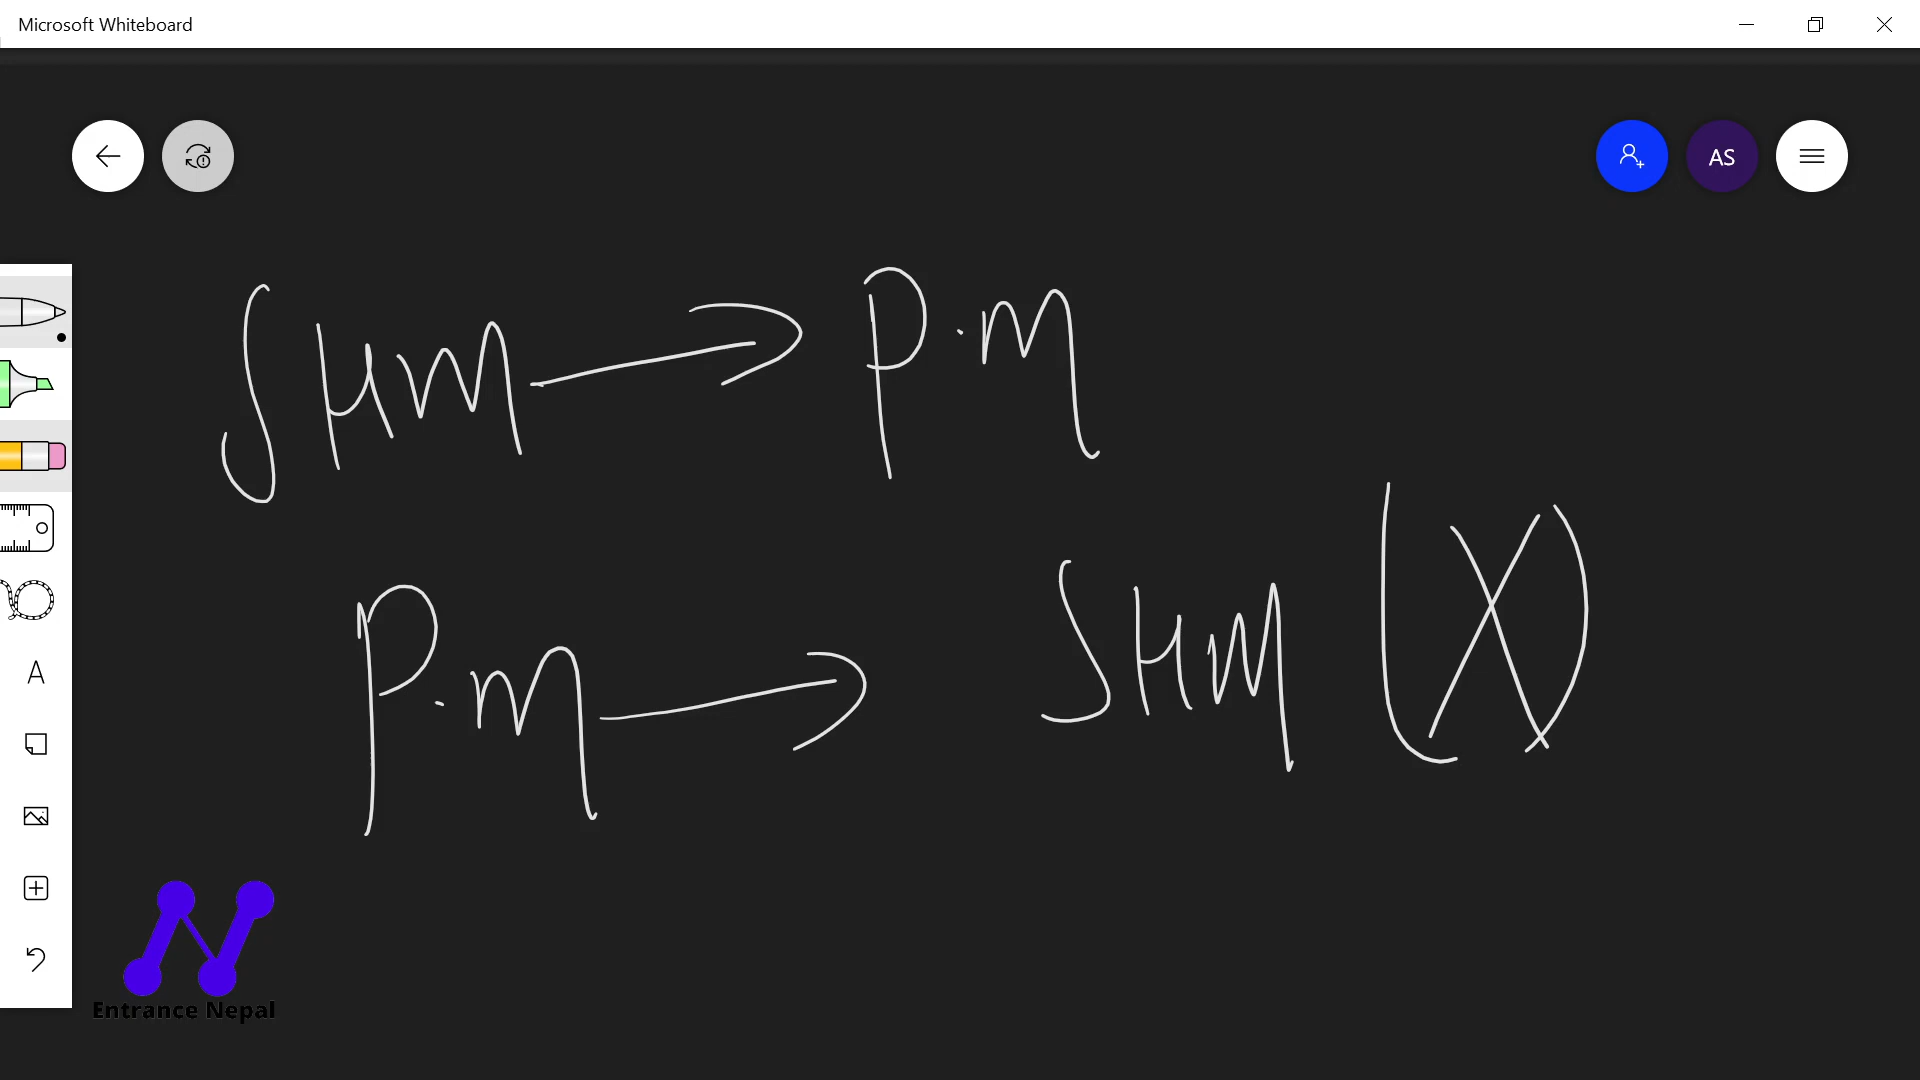 Microsoft Whiteboard
AS
SHM → P.M
P.M → SHM (X)
A
Entrance Nepal